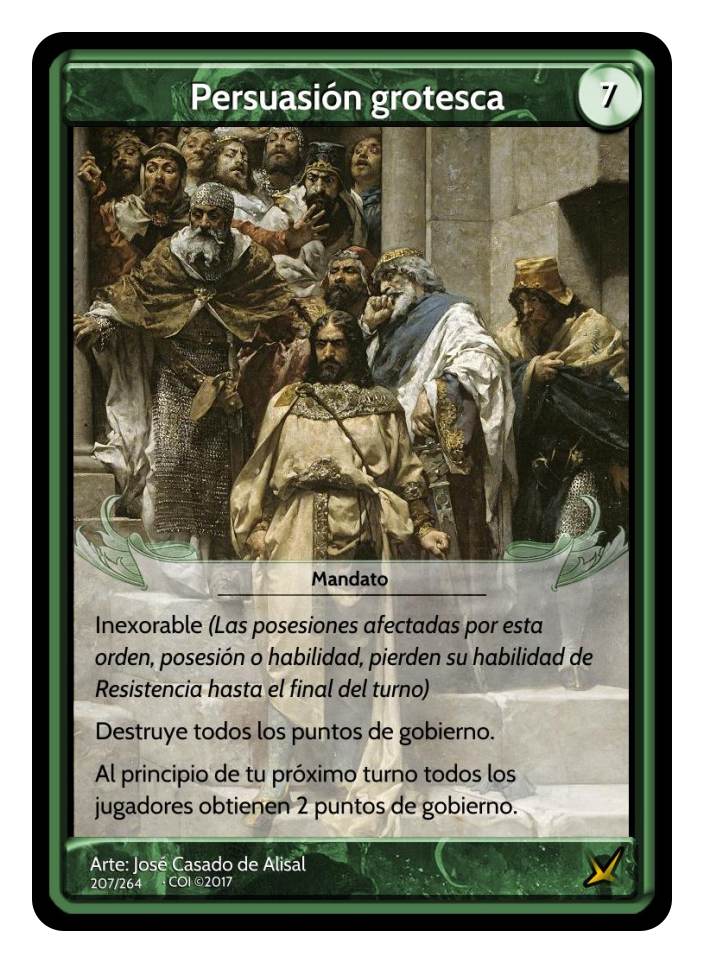 Persuasión grotesca
7
Mandato
Inexorable (Las posesiones afectadas por esta
orden, posesión o habilidad, pierden su habilidad de
Resistencia hasta el final del turno)
Destruye todos los puntos de gobierno.
Al principio de tu próximo turno todos los
jugadores obtienen 2 puntos de gobierno.
Arte: José Casado de Alisal
207/264 · COI ©2017